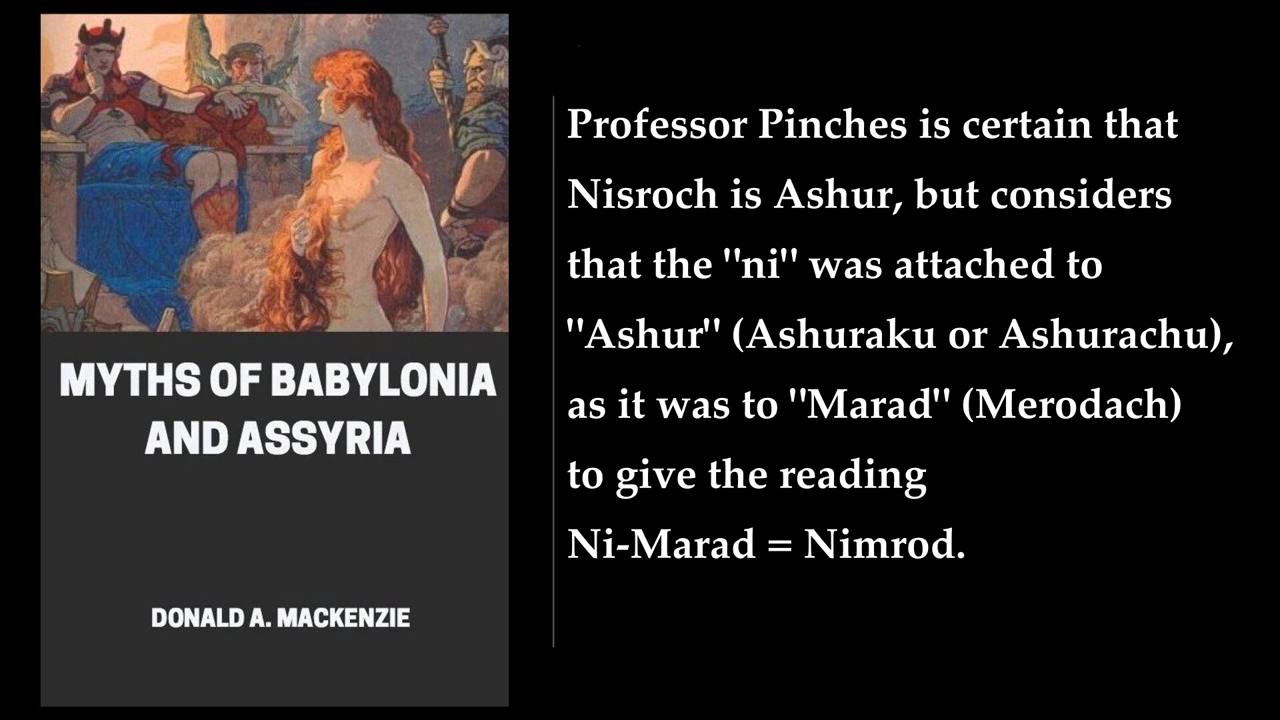 MYTHS OF BABYLONIA
AND ASSYRIA
DONALD A. MACKENZIE
Professor Pinches is certain that
Nisroch is Ashur, but considers
that the "ni" was attached to
"Ashur" (Ashuraku or Ashurachu),
as it was to "Marad" (Merodach)
to give the reading
Ni-Marad = Nimrod.